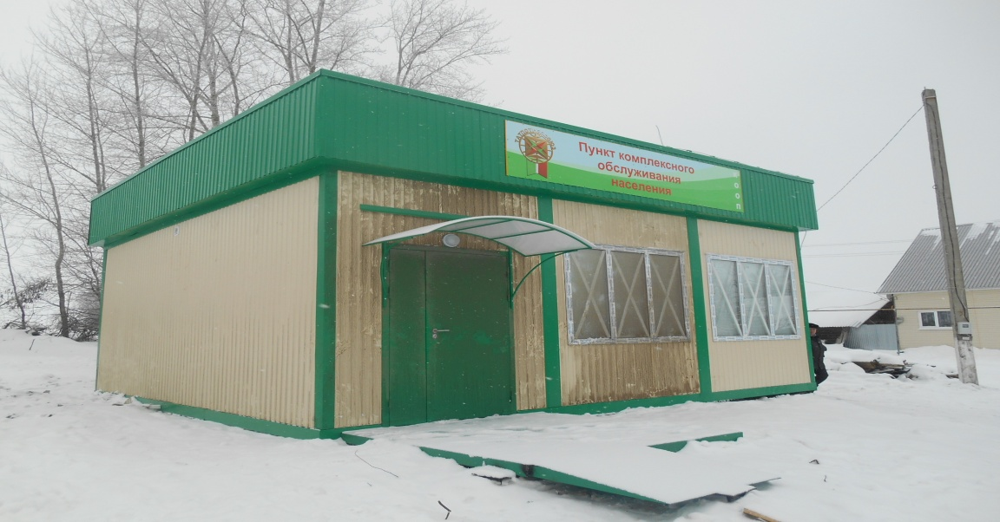 Пункт комплексного
обслуживания
населения